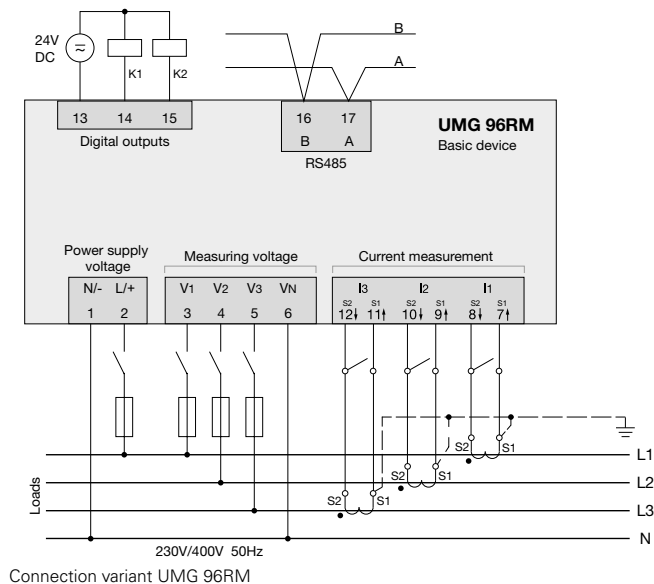 24V
DC
K1
K2
B
A
13 14 15
Digital outputs
16 17
B A
RS485
UMG 96RM
Basic device
Power supply
voltage
Measuring voltage
Current measurement
N/- L/+
V1 V2 V3 VN
I3 I2 I1
S2 S1 S2 S1 S2 S1
1 2 3 4 5 6 12 11 10 9 8 7
S2 S1
L1
S2 S1
L2
S2 S1
L3
N
Loads
230V/400V 50Hz
Connection variant UMG 96RM